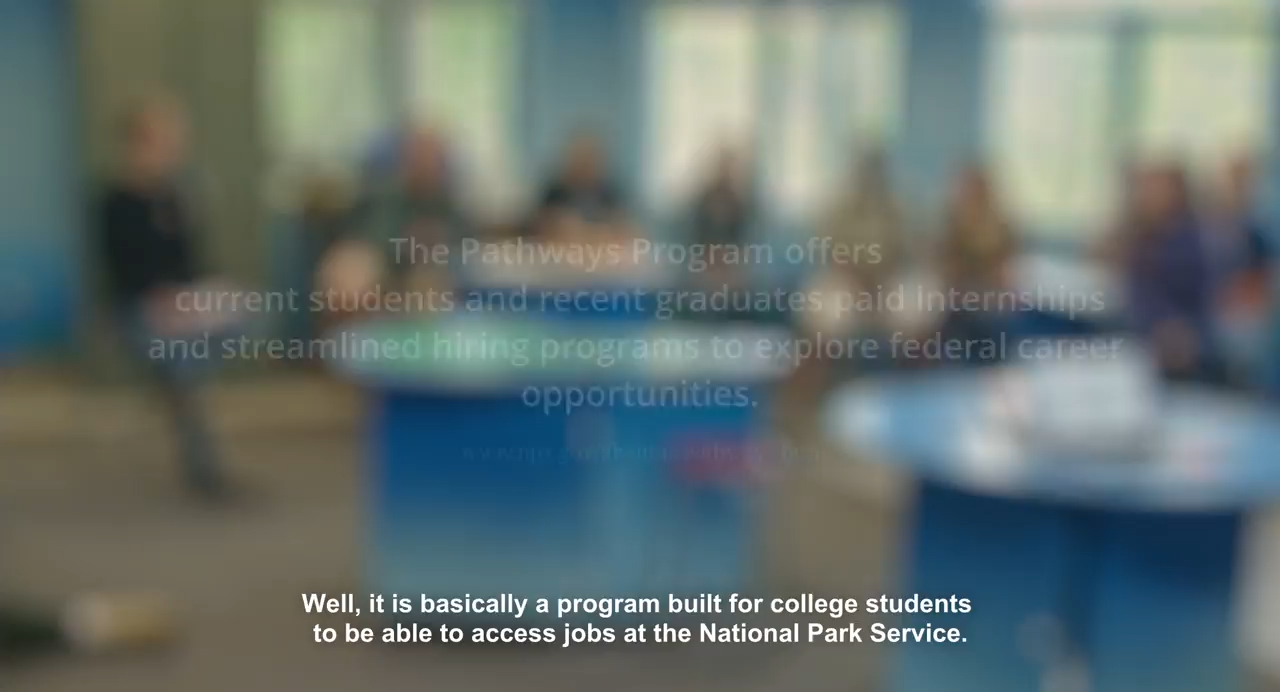 The Pathways Program offers
current students and recent graduates paid internships
and streamlined hiring programs to explore federal career
opportunities.
Well, it is basically a program built for college students
to be able to access jobs at the National Park Service.